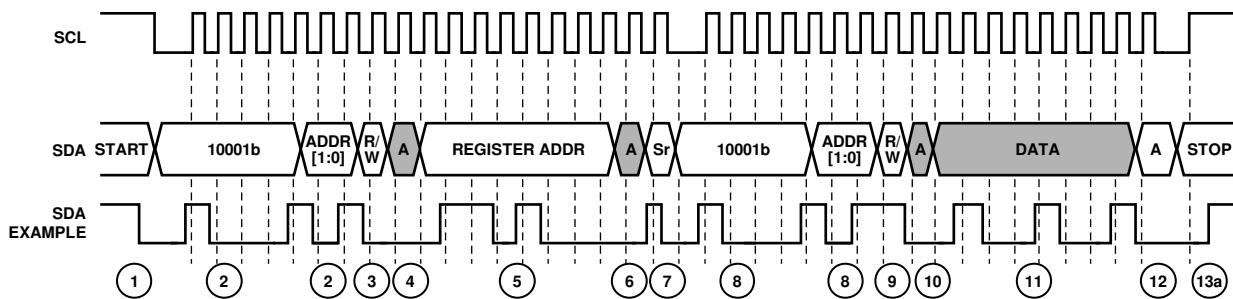 SCL
SDA
START
10001b
ADDR
[1:0]
R/
W
A
REGISTER ADDR
A
Sr
10001b
ADDR
[1:0]
R/
W
A
DATA
A
STOP
SDA
EXAMPLE
1
2
2
3
4
5
6
7
8
8
9
10
11
12
13a